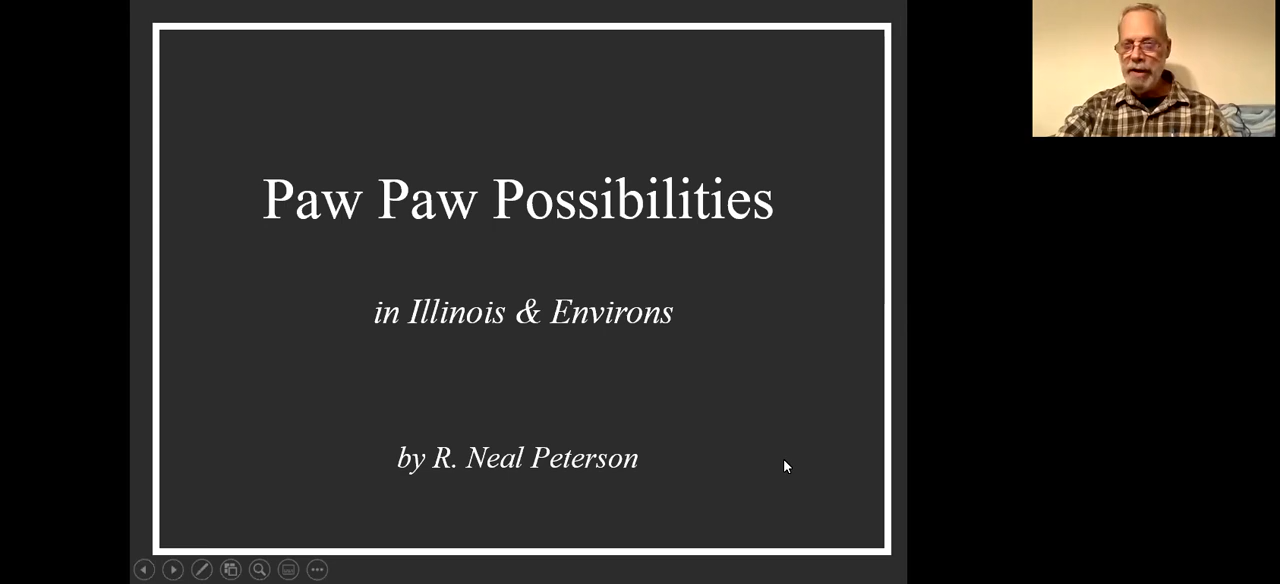 Paw Paw Possibilities
in Illinois & Environs
by R. Neal Peterson